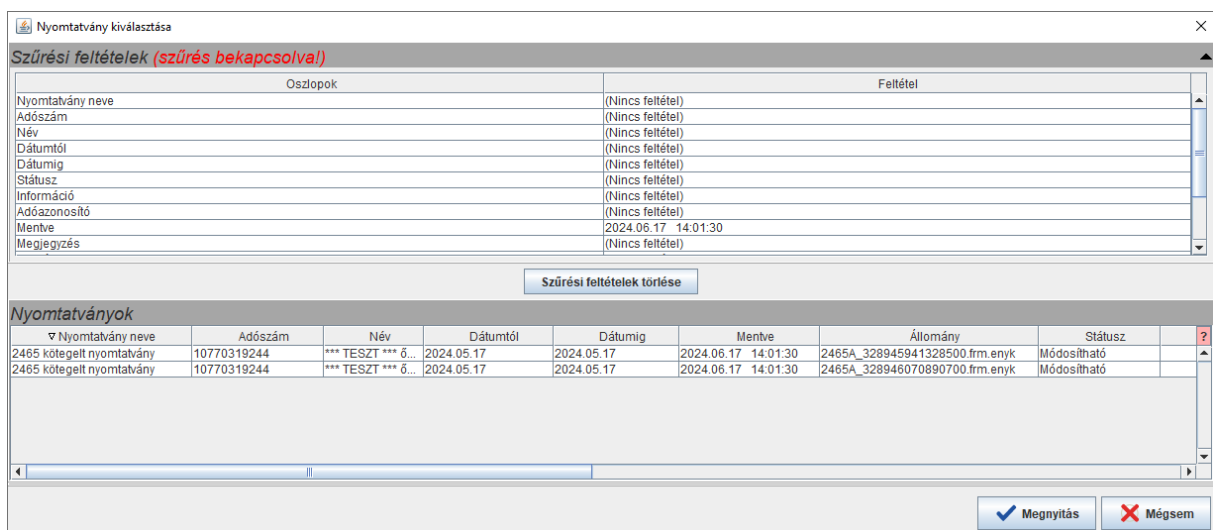 Nyomtatvány kiválasztása
Szűrési feltételek (szűrés bekapcsolva!)
Oszlopok Feltétel
Nyomtatvány neve (Nincs feltétel)
Adószám (Nincs feltétel)
Név (Nincs feltétel)
Dátumtól (Nincs feltétel)
Dátumig (Nincs feltétel)
Státusz (Nincs feltétel)
Információ (Nincs feltétel)
Adóazonosító (Nincs feltétel)
Mentve 2024.06.17 14:01:30
Megjegyzés (Nincs feltétel)
Szűrési feltételek törlése
Nyomtatványok
Nyomtatvány neve Adószám Név Dátumtól Dátumig Mentve Állomány Státusz ?
2465 kötegelt nyomtatvány 10770319244 *** TESZT *** ő... 2024.05.17 2024.05.17 2024.06.17 14:01:30 2465A_328945941328500.frm.enyk Módosítható
2465 kötegelt nyomtatvány 10770319244 *** TESZT *** ő... 2024.05.17 2024.05.17 2024.06.17 14:01:30 2465A_328946070890700.frm.enyk Módosítható
Megnyitás Mégsem